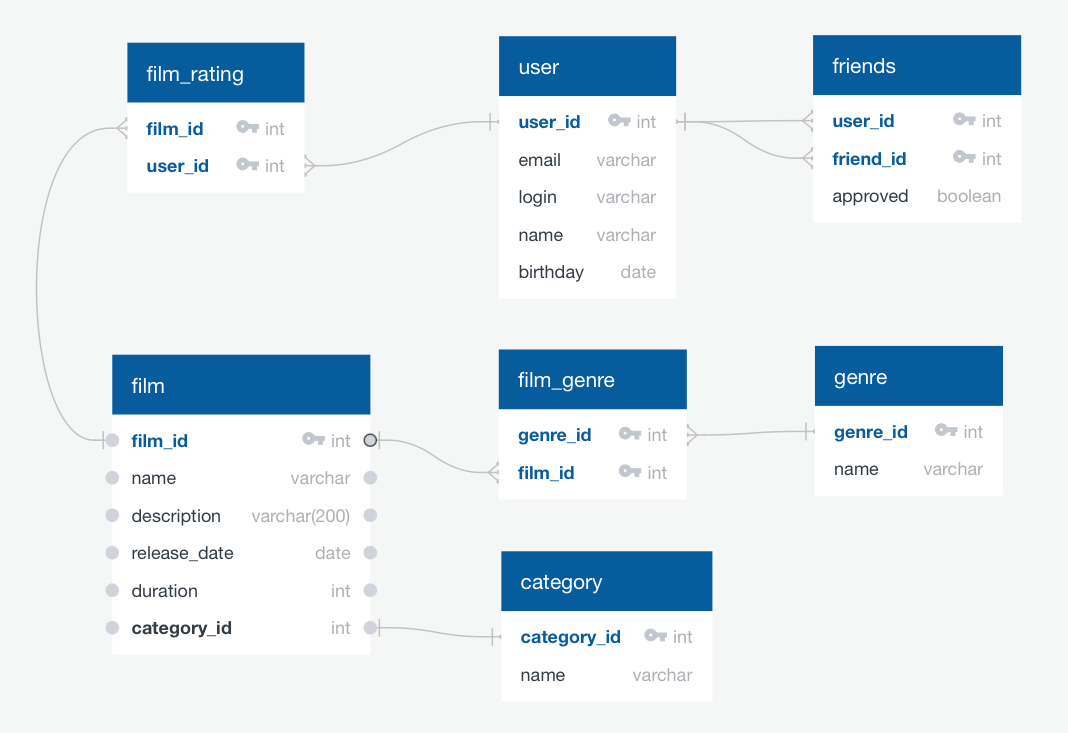 film_rating
film_id int
user_id int
user
user_id int
email varchar
login varchar
name varchar
birthday date
friends
user_id int
friend_id int
approved boolean
film
film_id int
name varchar
description varchar(200)
release_date date
duration int
category_id int
film_genre
genre_id int
film_id int
genre
genre_id int
name varchar
category
category_id int
name varchar